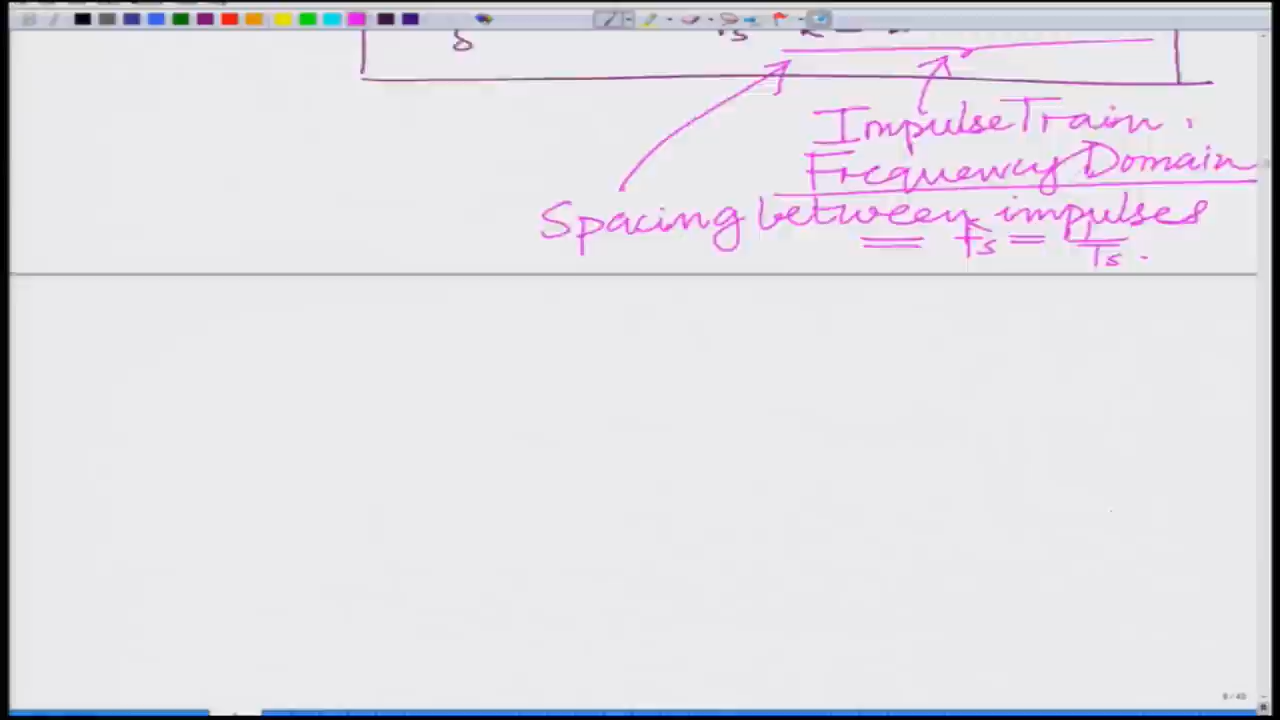 Impulse Train.
Frequency Domain
Spacing between impulses
= Fs = 1/Ts.